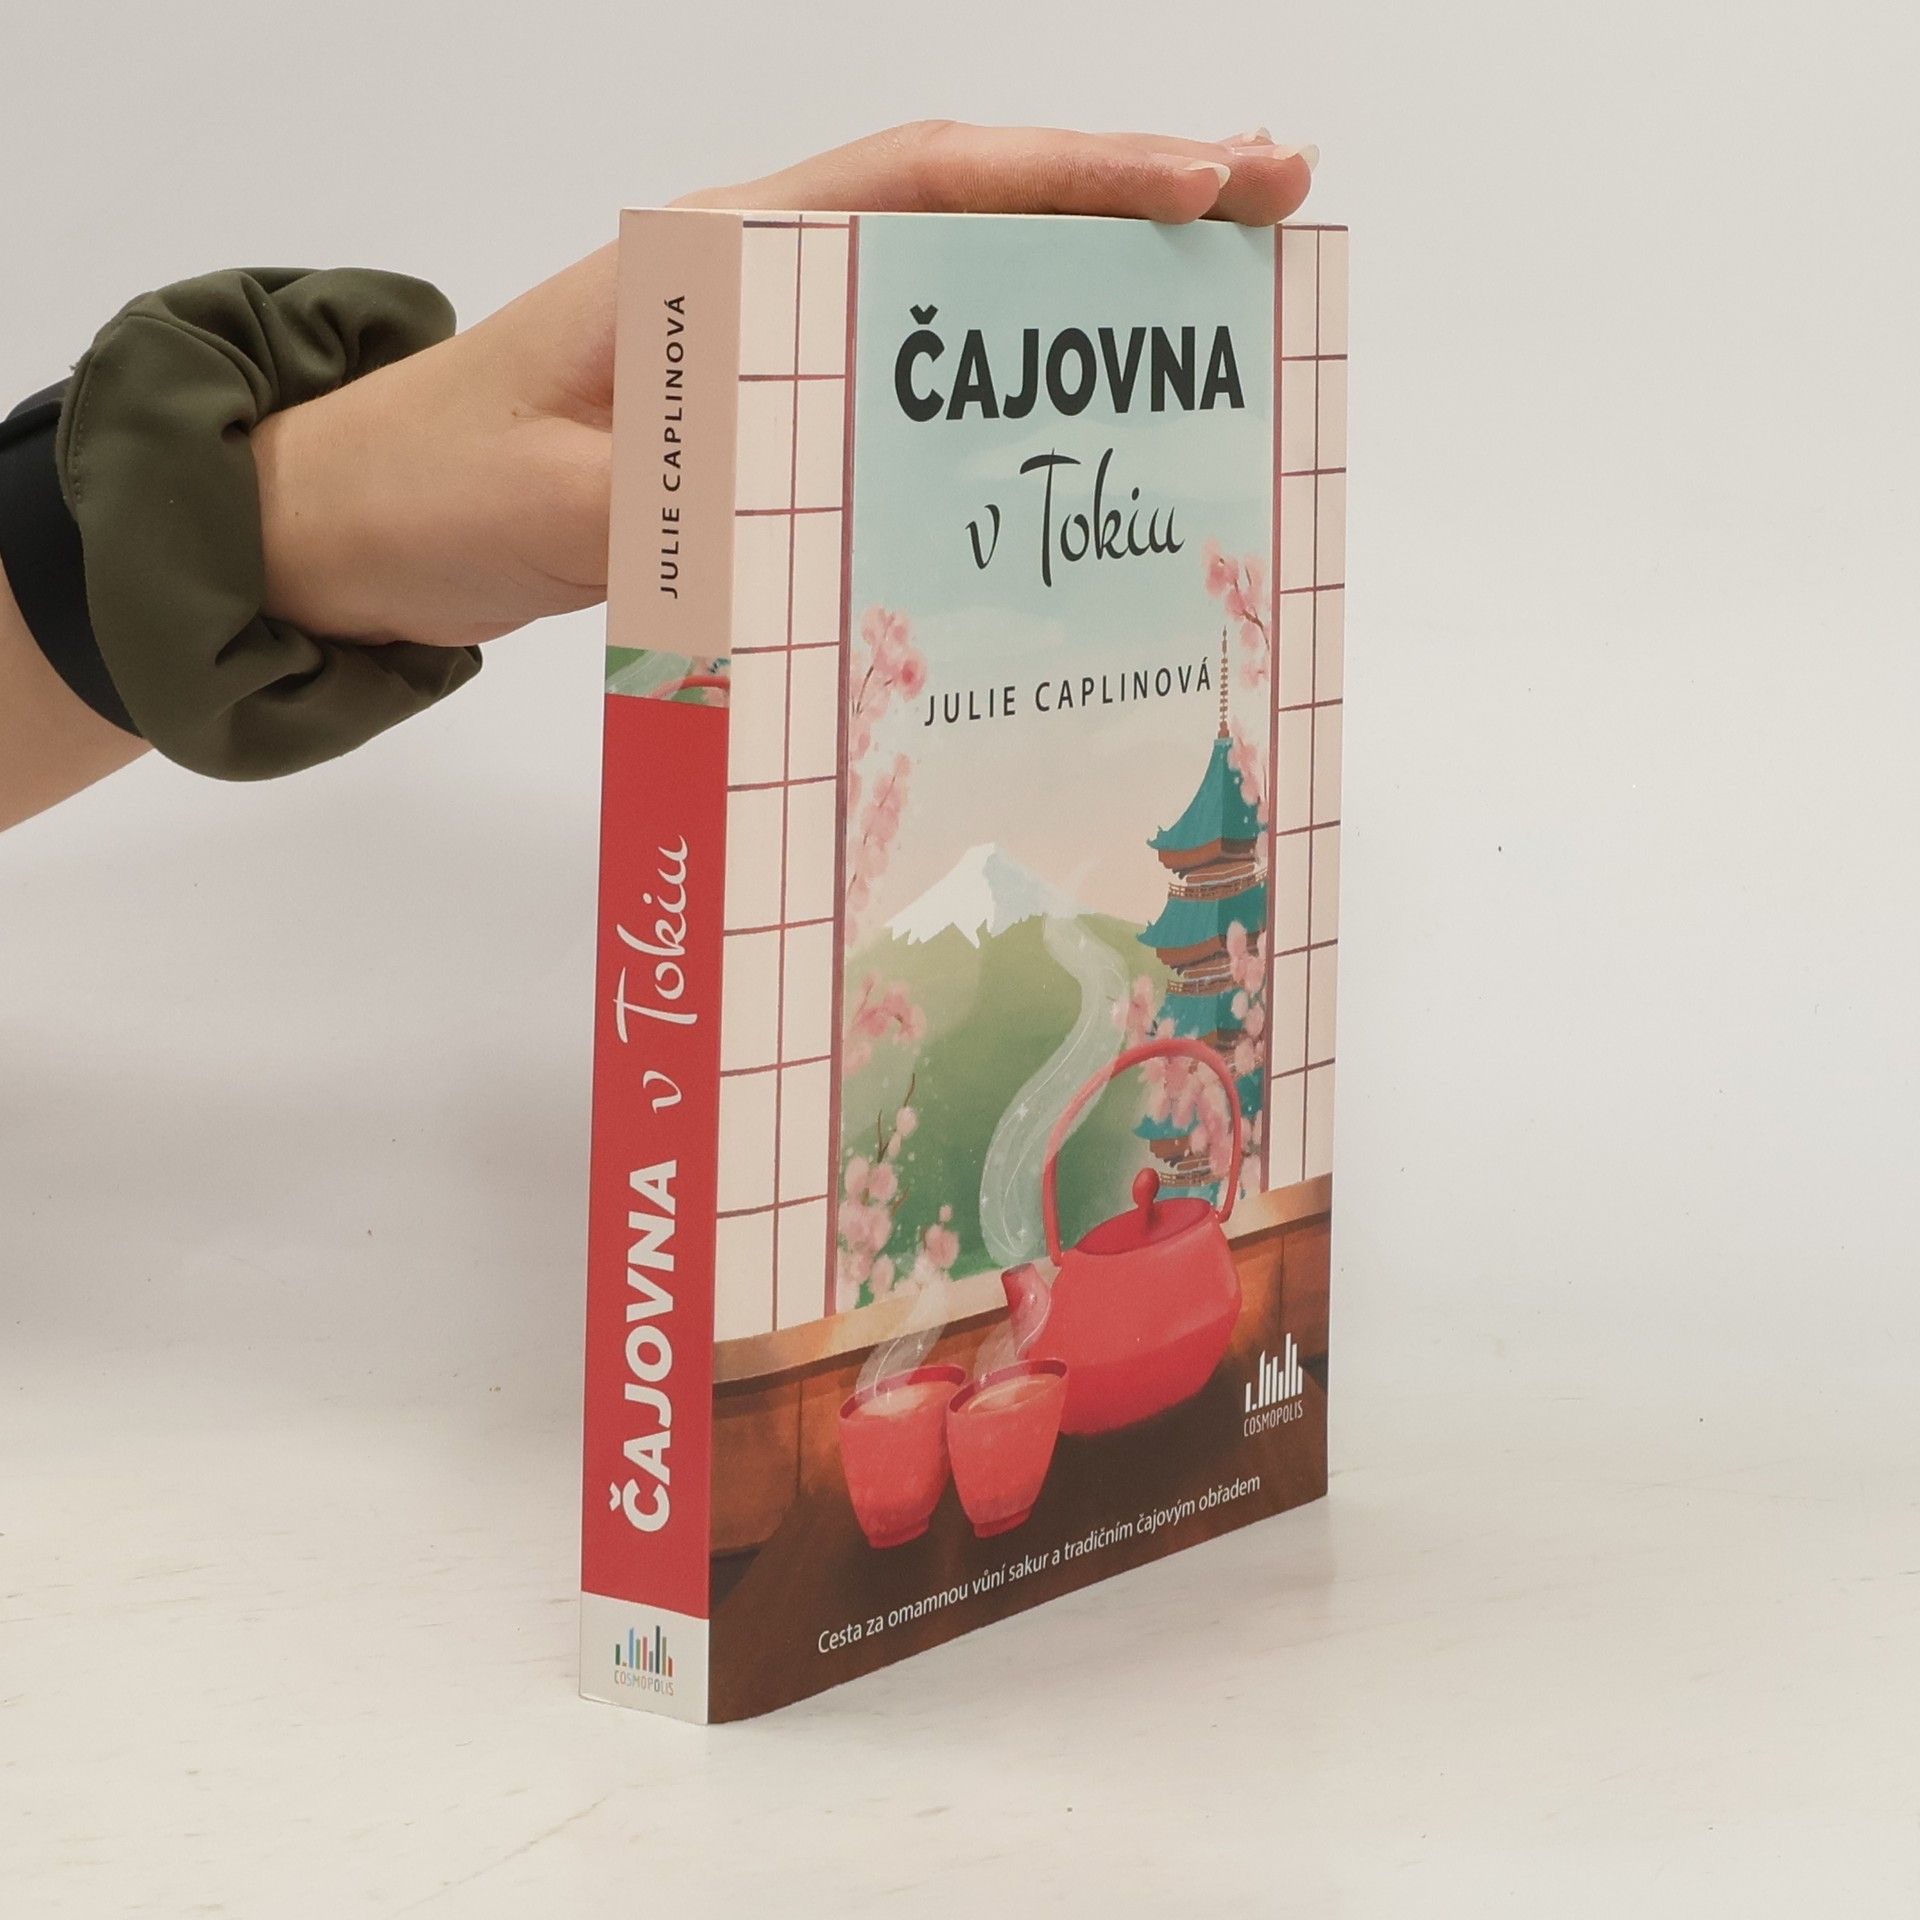 JULIE CAPLINOVÁ
ČAJOVNA v Tokiu
COSMOPOLIS
ČAJOVNA
v Tokiu
JULIE CAPLINOVÁ
COSMOPOLIS
Cesta za omamnou vůní sakur a tradičním čajovým obřadem